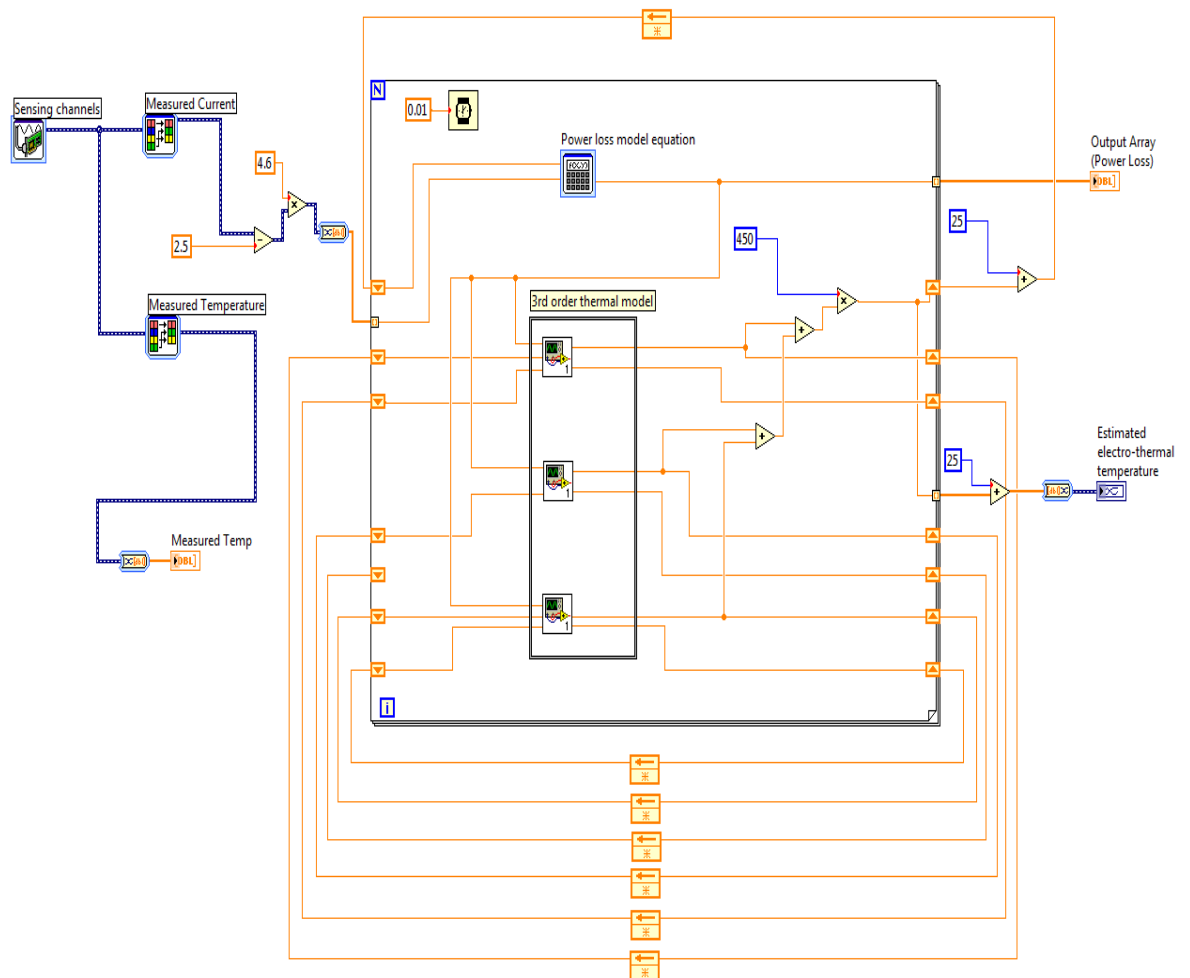 N
0.01
Sensing channels
Measured Current
Power loss model equation
f(x,y)
Output Array
(Power Loss)
DBL]
4.6
x
2.5
-
450
25
+
x
Measured Temperature
3rd order thermal model
+
1
+
1
25
+
Estimated
electro-thermal
temperature
Measured Temp
DBL]
1
i